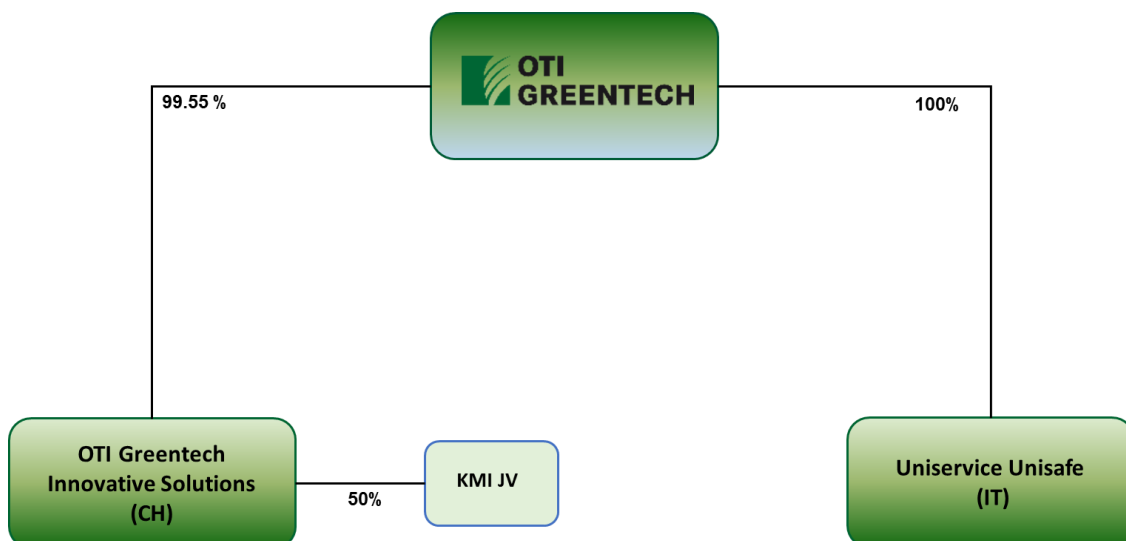 OTI
GREENTECH
99.55 %
100%
OTI Greentech
Innovative Solutions
(CH)
50%
KMI JV
Uniservice Unisafe
(IT)